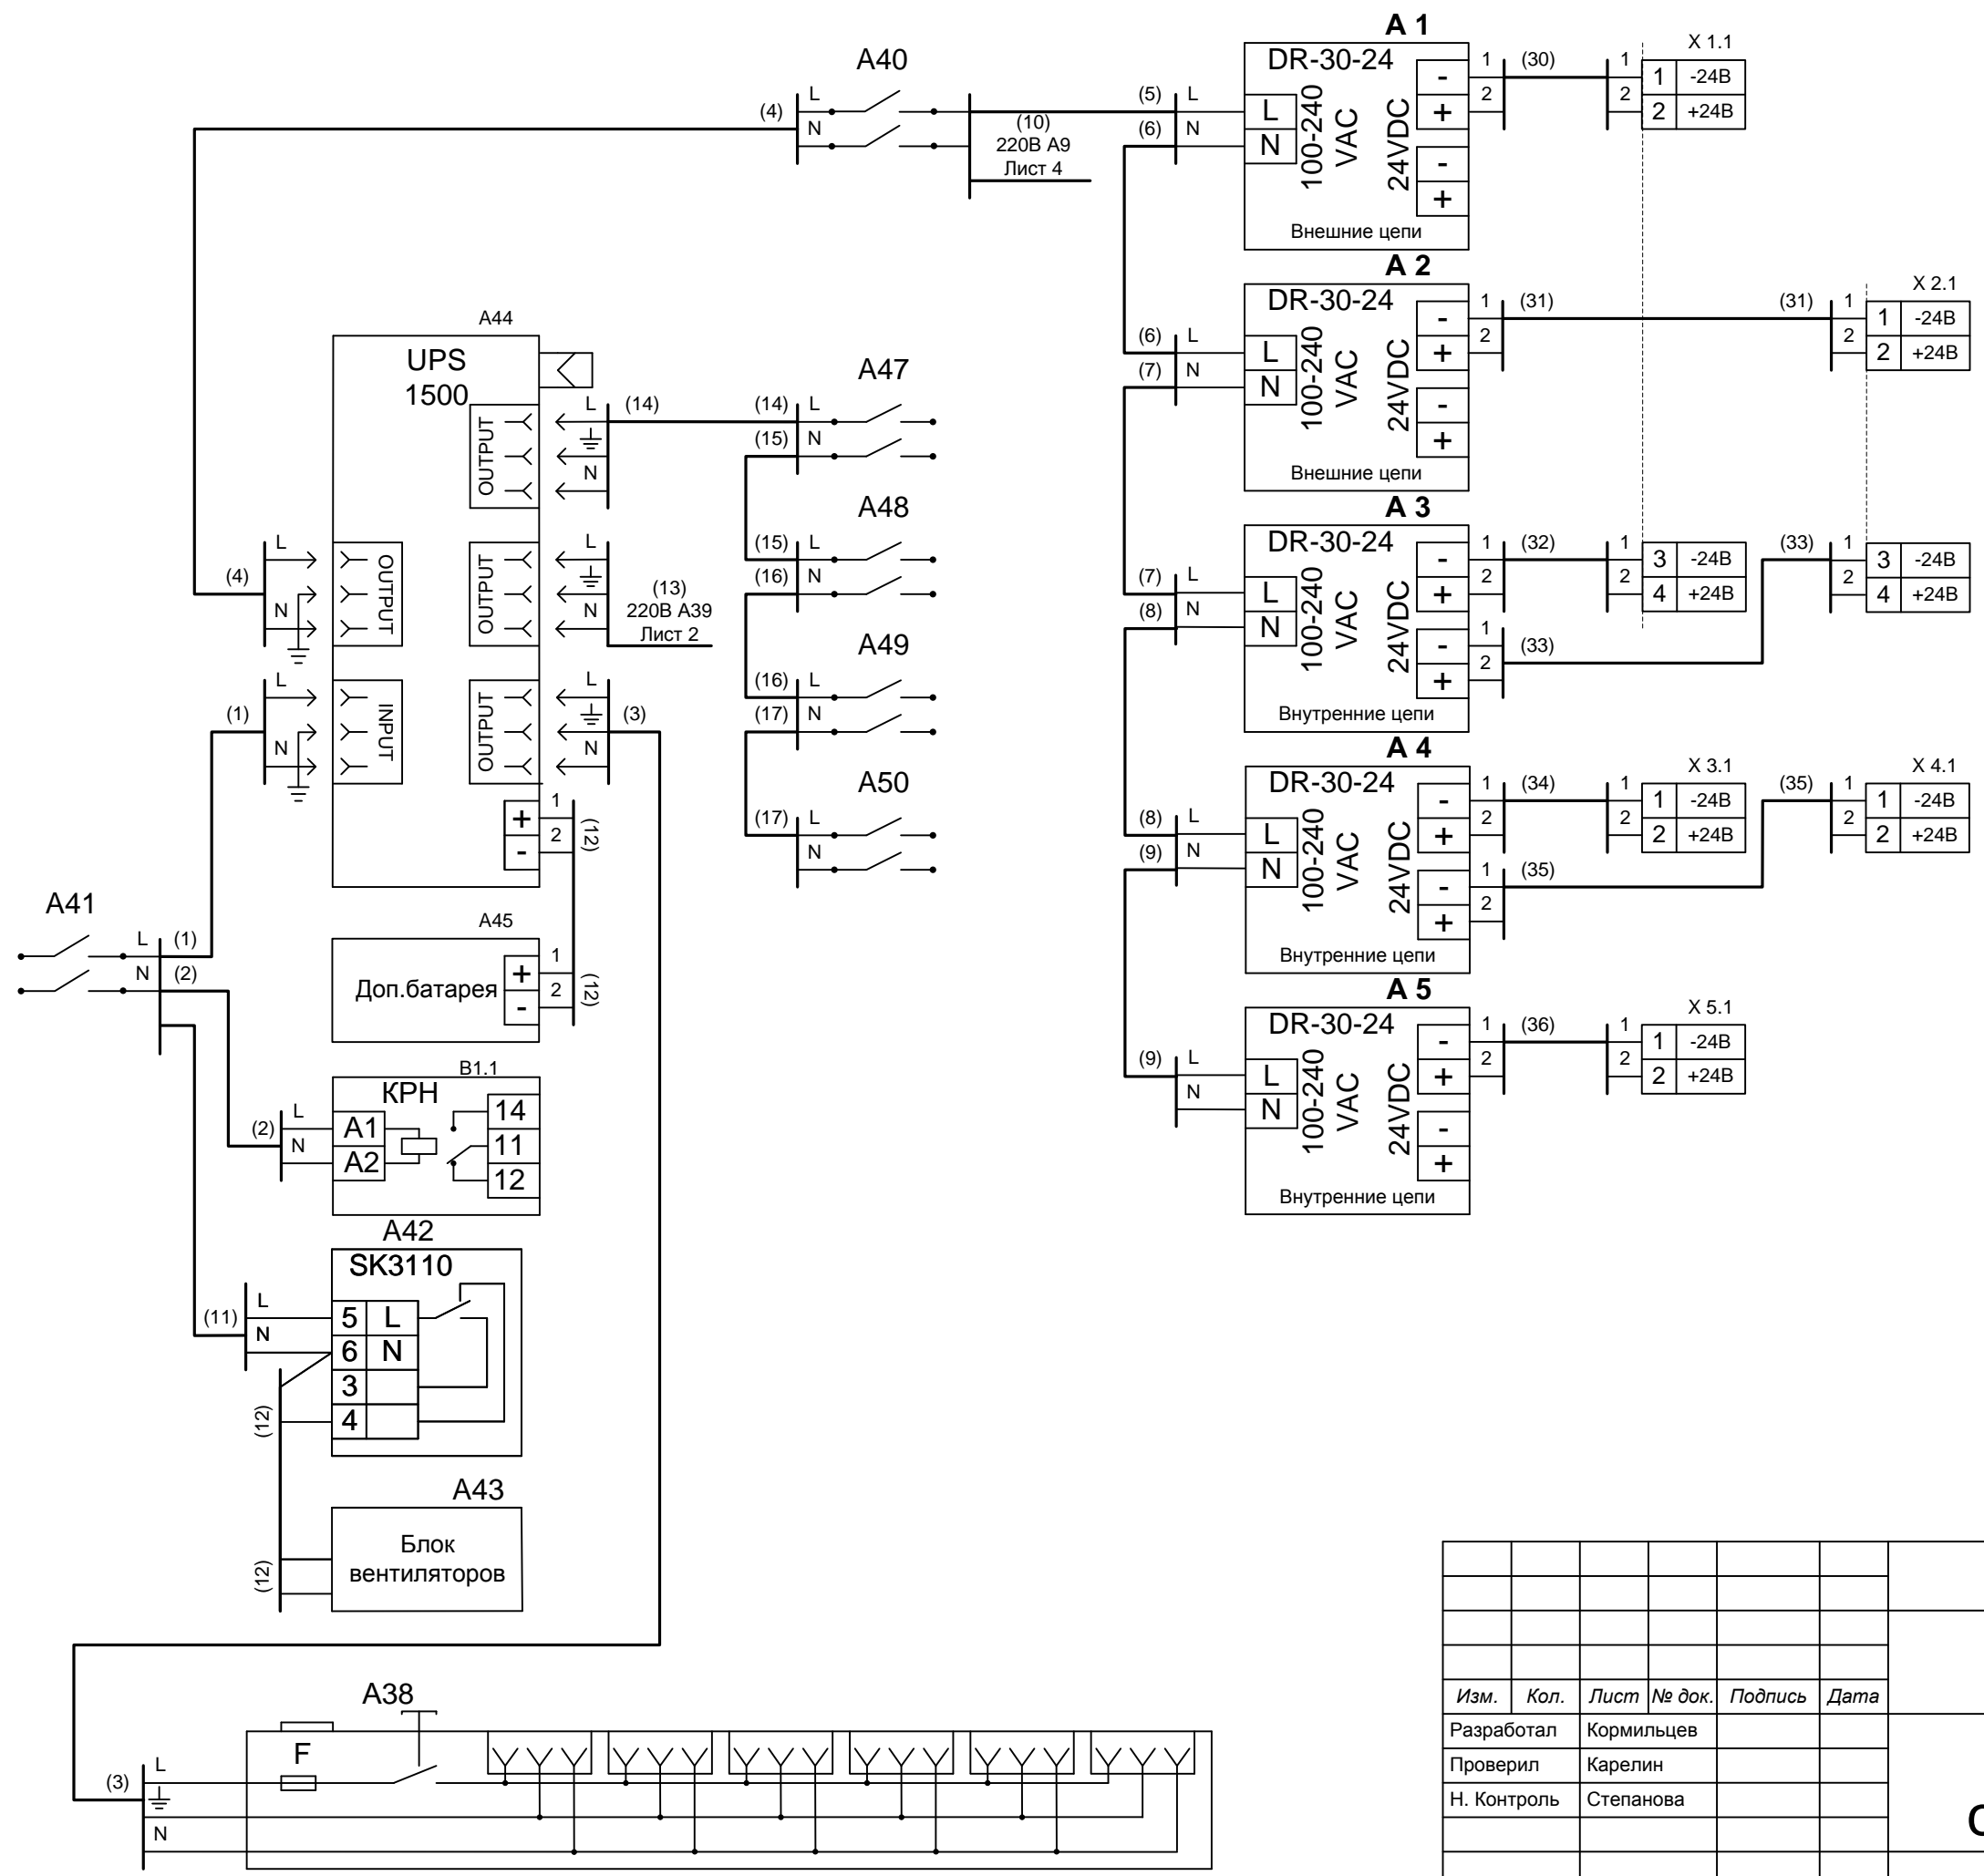 A40
(4)
L
N
(10)
220В А9
Лист 4
(5)
(6)
L
N
A 1
DR-30-24
L
N
100-240
VAC
24VDC
-
+
-
+
Внешние цепи
1
2
(30)
1
2
X 1.1
1 -24В
2 +24В
A 2
DR-30-24
(6)
(7)
L
N
L
N
100-240
VAC
24VDC
-
+
-
+
Внешние цепи
1
2
(31)
(31)
1
2
X 2.1
1 -24В
2 +24В
A 3
DR-30-24
(7)
(8)
L
N
L
N
100-240
VAC
24VDC
-
+
-
+
Внутренние цепи
1
2
(32)
1
2
3 -24В
4 +24В
1
2
(33)
(33)
1
2
3 -24В
4 +24В
A 4
DR-30-24
(8)
(9)
L
N
L
N
100-240
VAC
24VDC
-
+
-
+
Внутренние цепи
1
2
(34)
1
2
X 3.1
1 -24В
2 +24В
1
2
(35)
(35)
1
2
X 4.1
1 -24В
2 +24В
A 5
DR-30-24
(9)
L
N
L
N
100-240
VAC
24VDC
-
+
-
+
Внутренние цепи
1
2
(36)
1
2
X 5.1
1 -24В
2 +24В
A44
UPS
1500
OUTPUT
L
N
(14)
(14)
(15)
L
N
A47
OUTPUT
L
N
(13)
220В А39
Лист 2
(15)
(16)
L
N
A48
OUTPUT
L
N
(3)
(16)
(17)
L
N
A49
(17)
L
N
A50
(4)
L
N
OUTPUT
(1)
L
N
INPUT
+
-
1
2
(12)
A41
L
N
(1)
(2)
A45
Доп.батарея
+
-
1
2
(12)
B1.1
КРН
(2)
L
N
A1
A2
14
11
12
A42
SK3110
(11)
L
N
5 L
6 N
3
4
(12)
A43
Блок
вентиляторов
(12)
A38
F
(3)
L
N
Изм. Кол. Лист № док. Подпись Дата
Разработал Кормильцев
Проверил Карелин
Н. Контроль Степанова